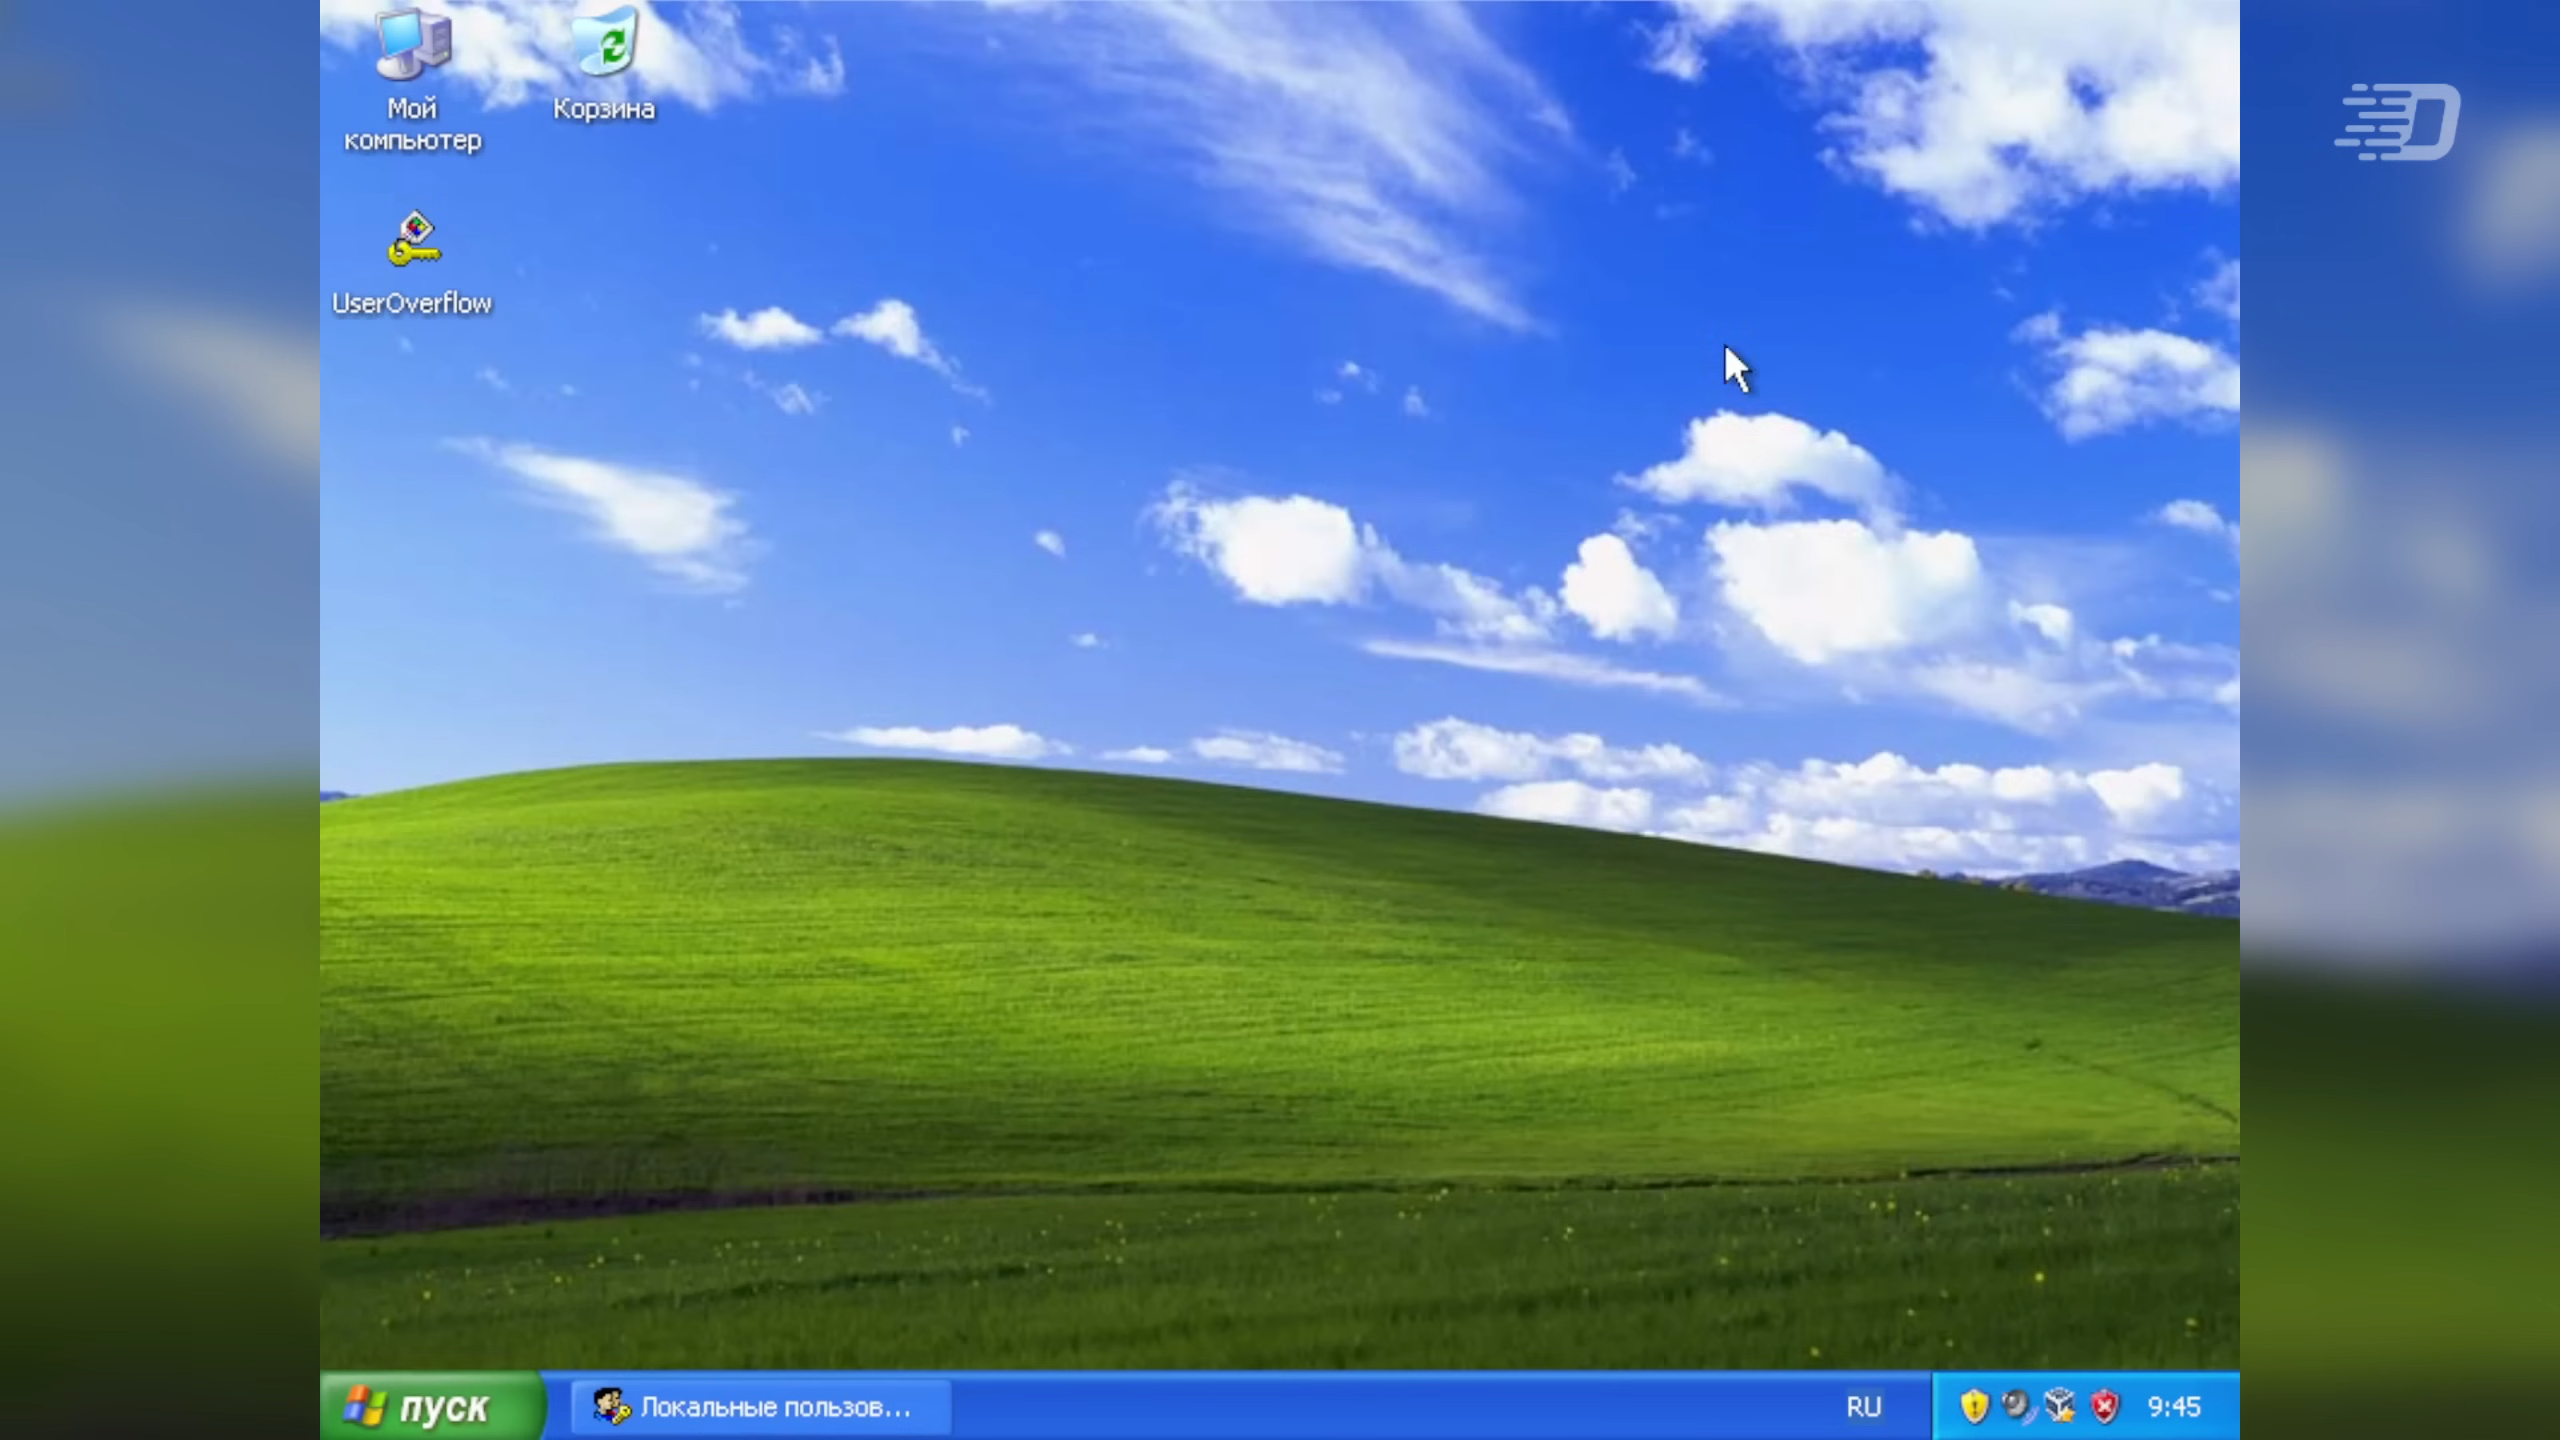 Мой
компьютер
Корзина
UserOverflow
пуск
Локальные пользов...
RU
9:45